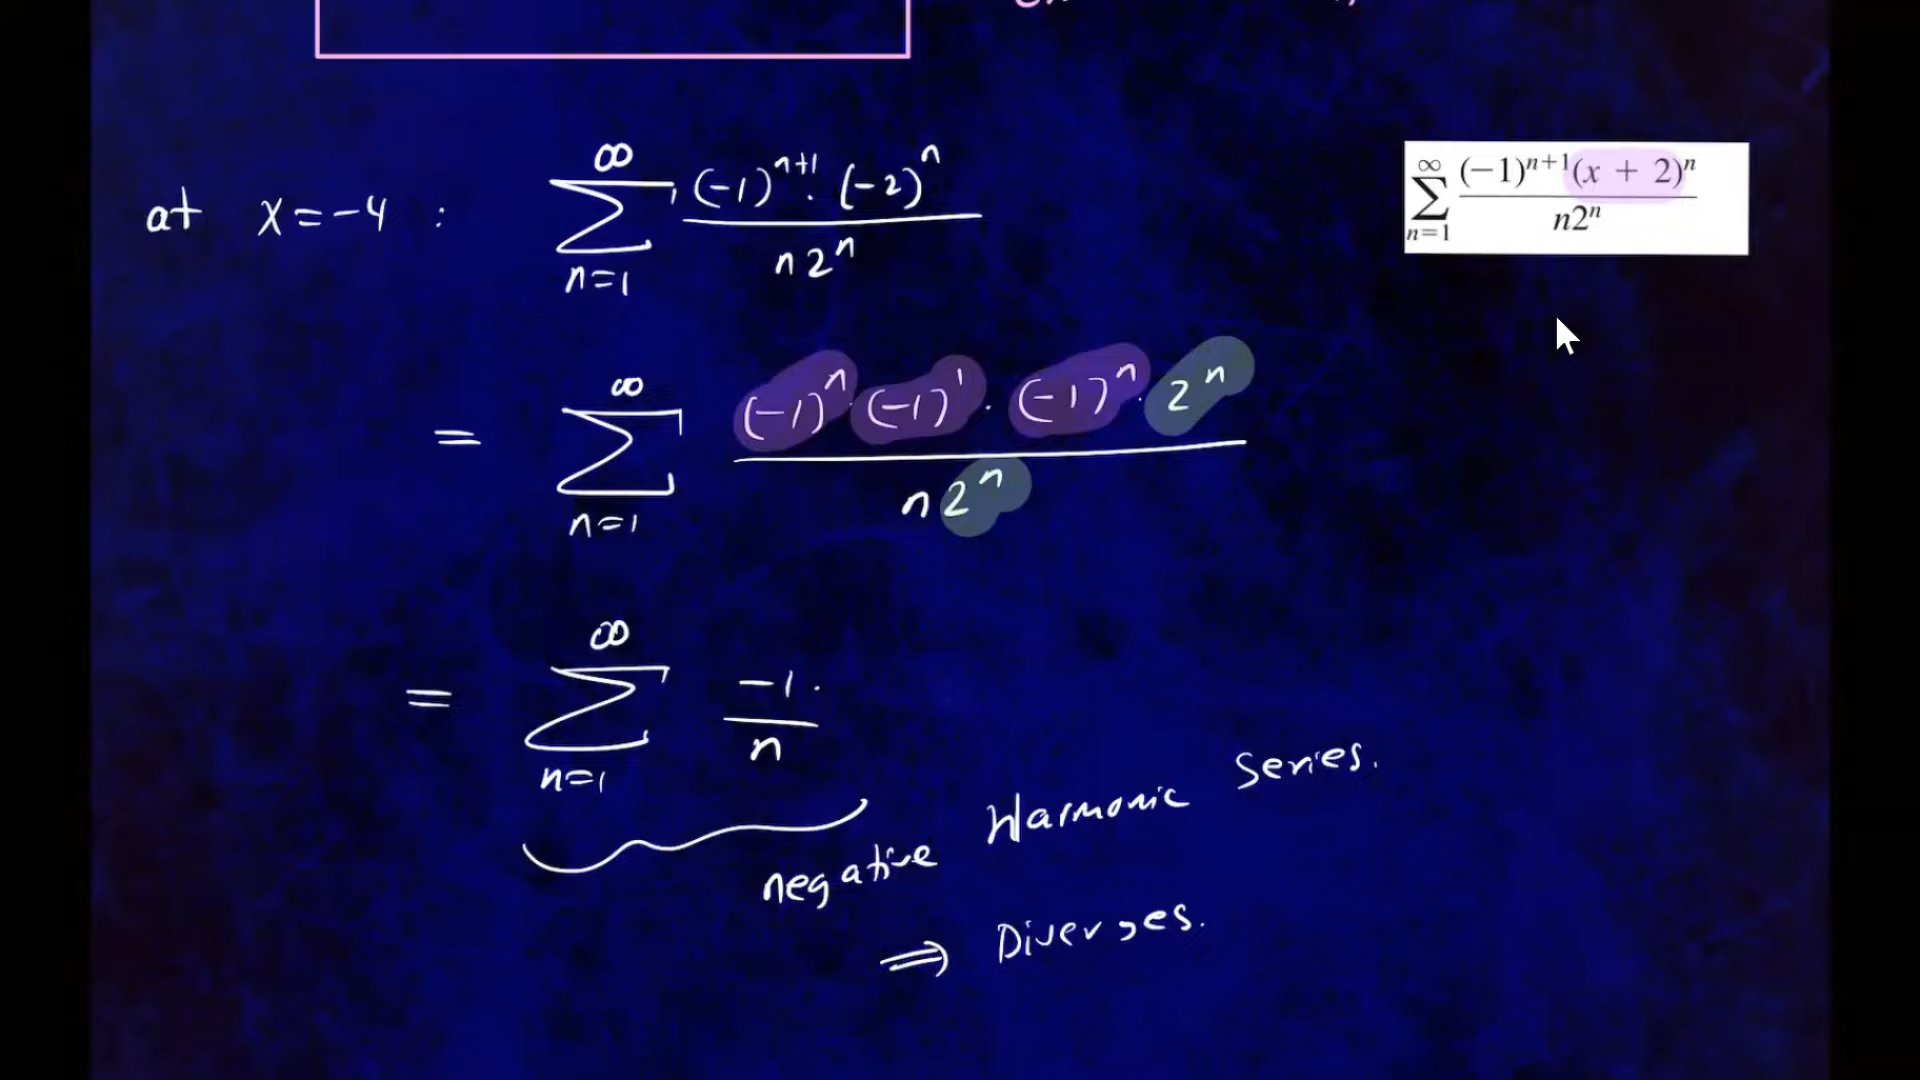 at x = -4 : ∞ Σ n=1 (-1)^{n+1} · (-2)^n / n 2^n
∞ Σ n=1 (-1)^{n+1}(x + 2)^n / n2^n
= ∞ Σ n=1 (-1)^n · (-1)^1 · (-1)^n · 2^n / n 2^n
= ∞ Σ n=1 -1 / n
negative Harmonic Series.
⇒ Diverges.